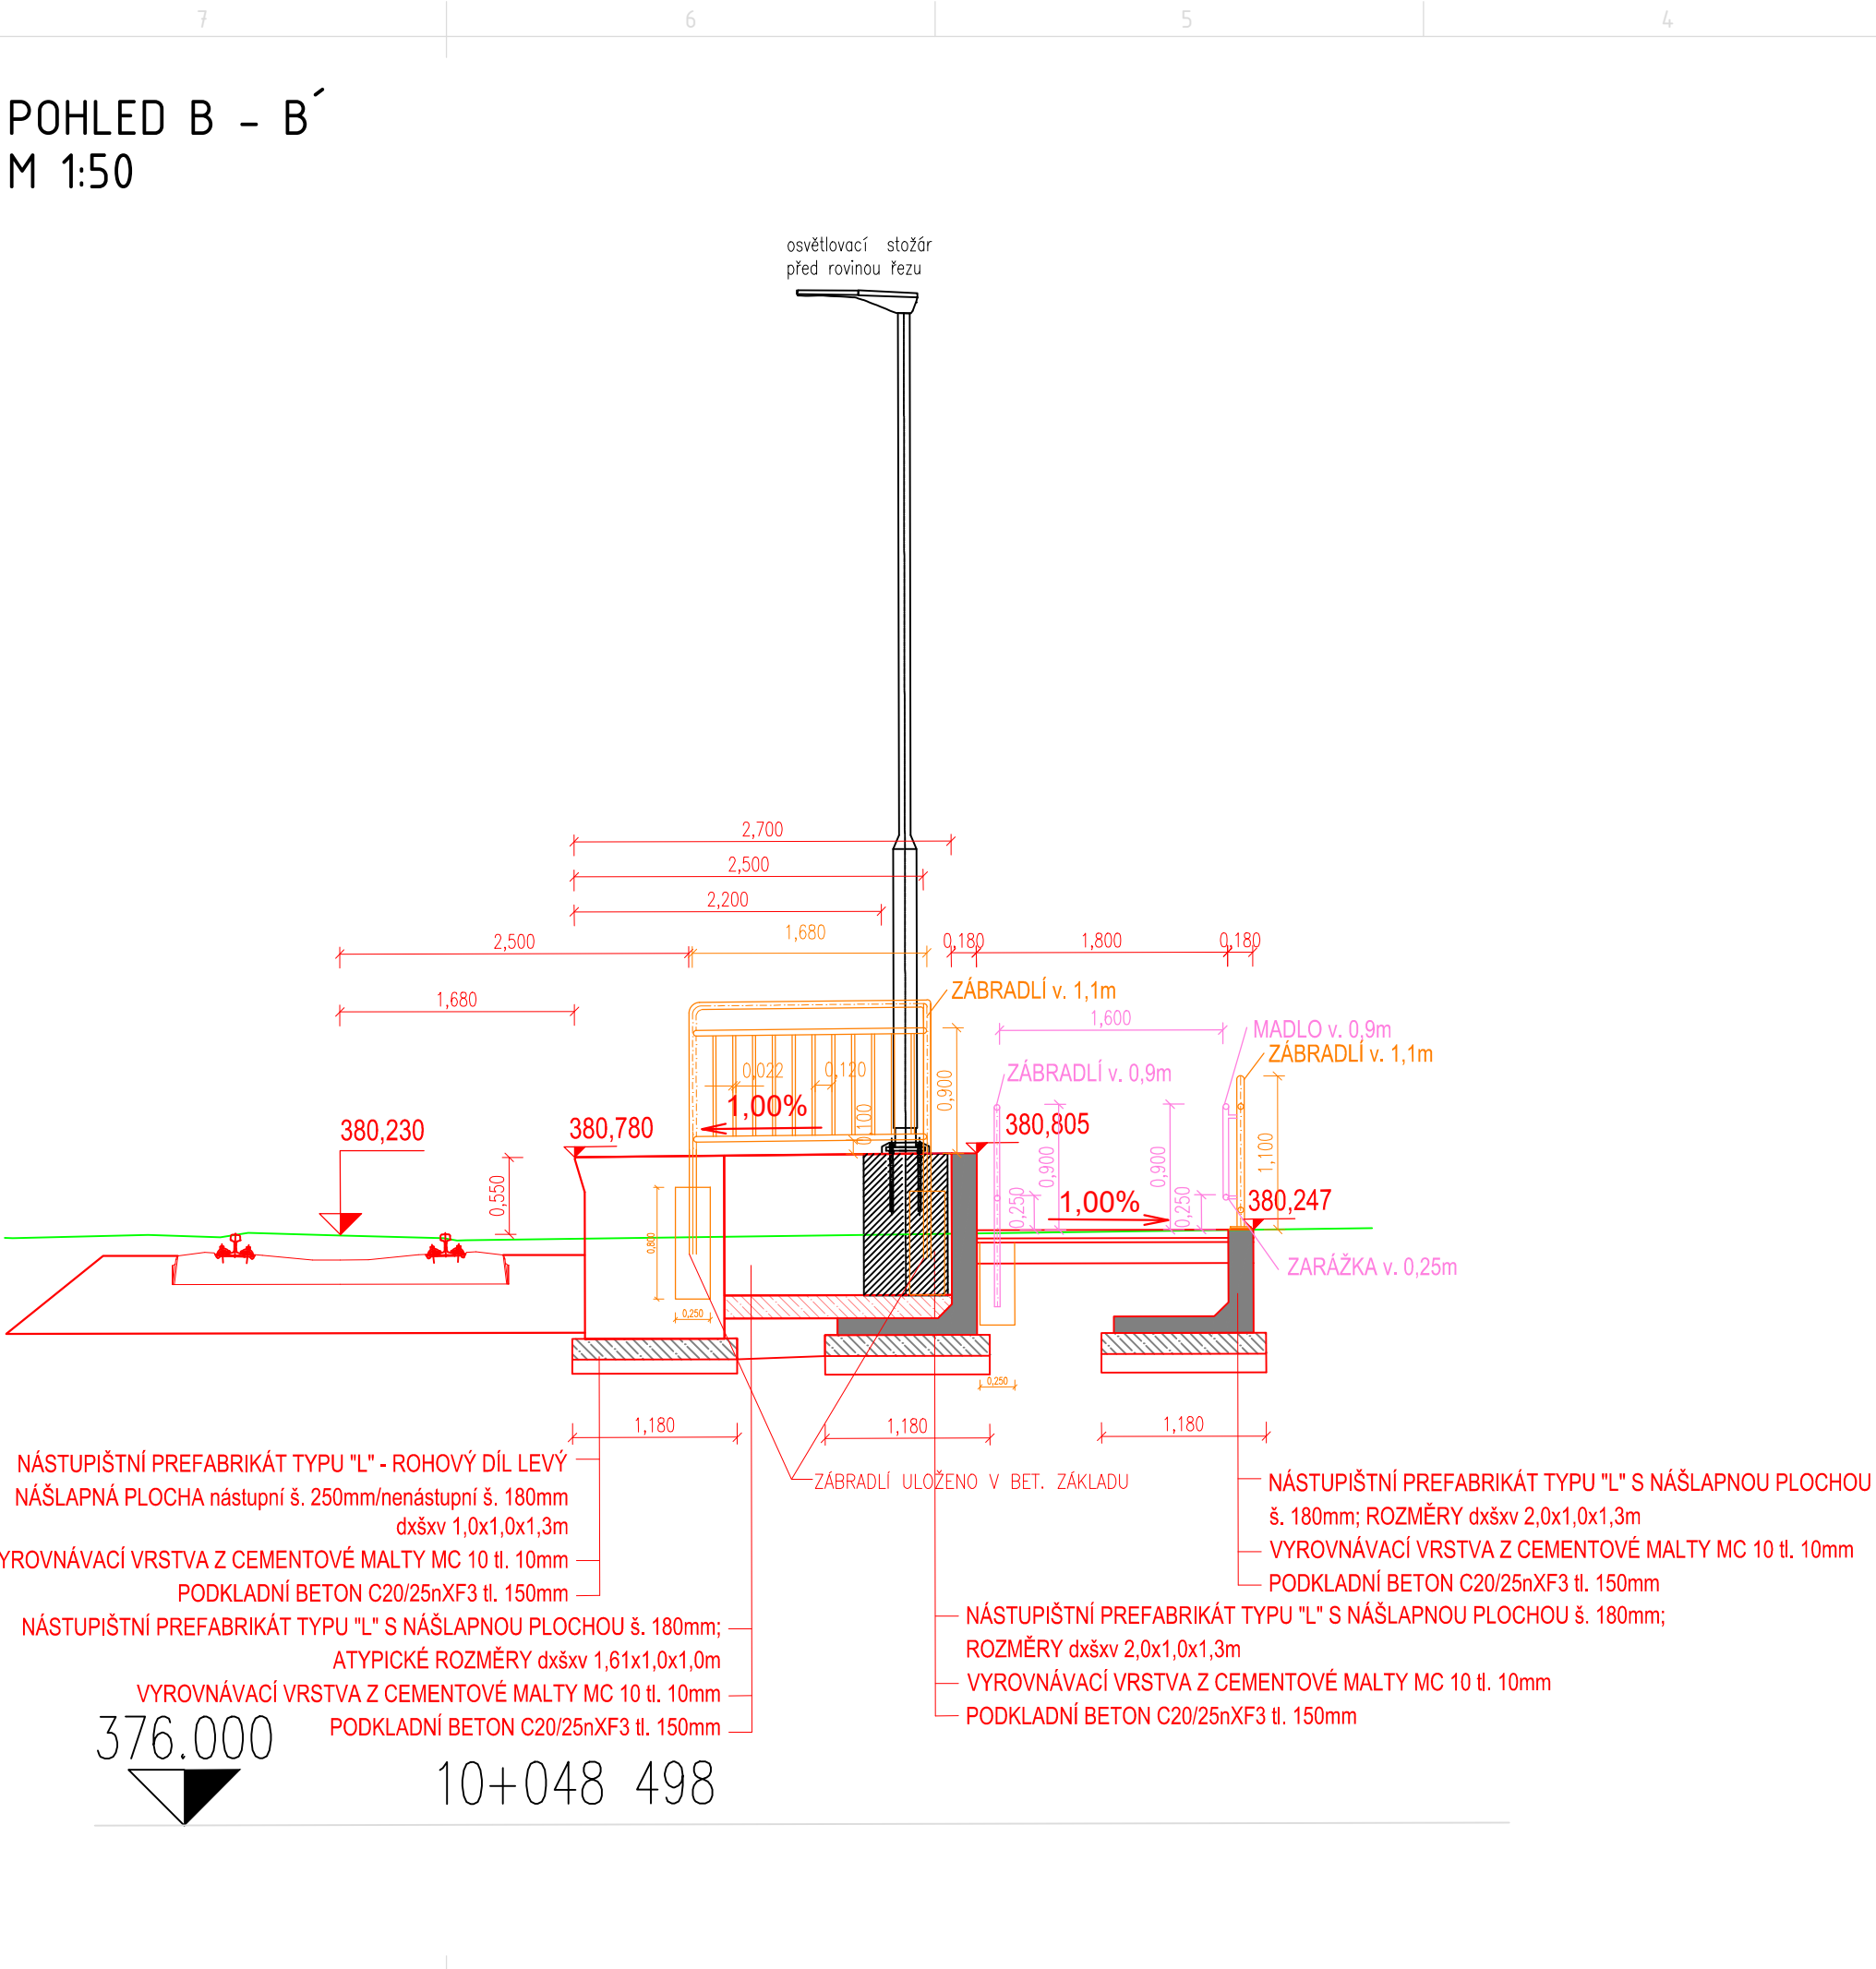 7 6 5 4
POHLED B - B´
M 1:50
osvětlovací stožár
před rovinou řezu
2,700
2,500
2,200
1,680
2,500
0,180
1,800
0,180
1,680
ZÁBRADLÍ v. 1,1m
1,600
MADLO v. 0,9m
ZÁBRADLÍ v. 1,1m
0,022
0,120
0,900
ZÁBRADLÍ v. 0,9m
1,00%
0,100
380,230
380,780
380,805
0,550
0,900
0,900
1,100
0,250
1,00%
0,250
380,247
0,800
ZARÁŽKA v. 0,25m
0,250
0,250
1,180
1,180
1,180
ZÁBRADLÍ ULOŽENO V BET. ZÁKLADU
NÁSTUPIŠTNÍ PREFABRIKÁT TYPU "L" - ROHOVÝ DÍL LEVÝ
NÁŠLAPNÁ PLOCHA nástupní š. 250mm/nenástupní š. 180mm
dxšxv 1,0x1,0x1,3m
YROVNÁVACÍ VRSTVA Z CEMENTOVÉ MALTY MC 10 tl. 10mm
PODKLADNÍ BETON C20/25nXF3 tl. 150mm
NÁSTUPIŠTNÍ PREFABRIKÁT TYPU "L" S NÁŠLAPNOU PLOCHOU š. 180mm;
ATYPICKÉ ROZMĚRY dxšxv 1,61x1,0x1,0m
VYROVNÁVACÍ VRSTVA Z CEMENTOVÉ MALTY MC 10 tl. 10mm
PODKLADNÍ BETON C20/25nXF3 tl. 150mm
NÁSTUPIŠTNÍ PREFABRIKÁT TYPU "L" S NÁŠLAPNOU PLOCHOU
š. 180mm; ROZMĚRY dxšxv 2,0x1,0x1,3m
VYROVNÁVACÍ VRSTVA Z CEMENTOVÉ MALTY MC 10 tl. 10mm
PODKLADNÍ BETON C20/25nXF3 tl. 150mm
NÁSTUPIŠTNÍ PREFABRIKÁT TYPU "L" S NÁŠLAPNOU PLOCHOU š. 180mm;
ROZMĚRY dxšxv 2,0x1,0x1,3m
VYROVNÁVACÍ VRSTVA Z CEMENTOVÉ MALTY MC 10 tl. 10mm
PODKLADNÍ BETON C20/25nXF3 tl. 150mm
376.000
10+048 498